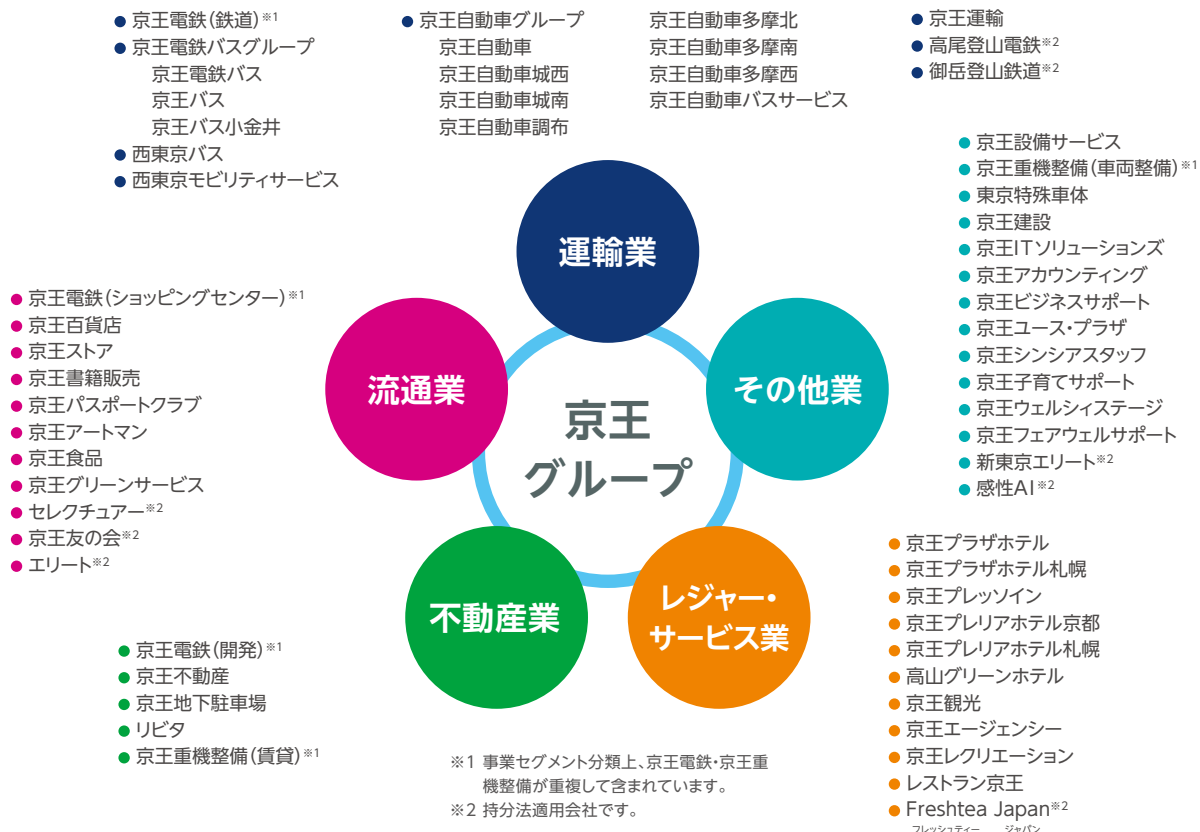 ● 京王電鉄(鉄道)※1
● 京王電鉄バスグループ
京王電鉄バス
京王バス
京王バス小金井
● 西東京バス
● 西東京モビリティサービス
● 京王自動車グループ
京王自動車
京王自動車城西
京王自動車城南
京王自動車調布
京王自動車多摩北
京王自動車多摩南
京王自動車多摩西
京王自動車バスサービス
● 京王運輸
● 高尾登山電鉄※2
● 御岳登山鉄道※2
運輸業
● 京王設備サービス
● 京王重機整備(車両整備)※1
● 東京特殊車体
● 京王建設
● 京王ITソリューションズ
● 京王アカウンティング
● 京王ビジネスサポート
● 京王ユース・プラザ
● 京王シンシアスタッフ
● 京王子育てサポート
● 京王ウェルシィステージ
● 京王フェアウェルサポート
● 新東京エリート※2
● 感性AI※2
その他業
● 京王電鉄(ショッピングセンター)※1
● 京王百貨店
● 京王ストア
● 京王書籍販売
● 京王パスポートクラブ
● 京王アートマン
● 京王食品
● 京王グリーンサービス
● セレクチュアー※2
● 京王友の会※2
● エリート※2
流通業
京王
グループ
不動産業
● 京王電鉄(開発)※1
● 京王不動産
● 京王地下駐車場
● リビタ
● 京王重機整備(賃貸)※1
レジャー・
サービス業
● 京王プラザホテル
● 京王プラザホテル札幌
● 京王プレッソイン
● 京王プレリアホテル京都
● 京王プレリアホテル札幌
● 高山グリーンホテル
● 京王観光
● 京王エージェンシー
● 京王レクリエーション
● レストラン京王
● Freshtea Japan※2
フレッシュティー ジャパン
※1 事業セグメント分類上、京王電鉄・京王重
機整備が重複して含まれています。
※2 持分法適用会社です。